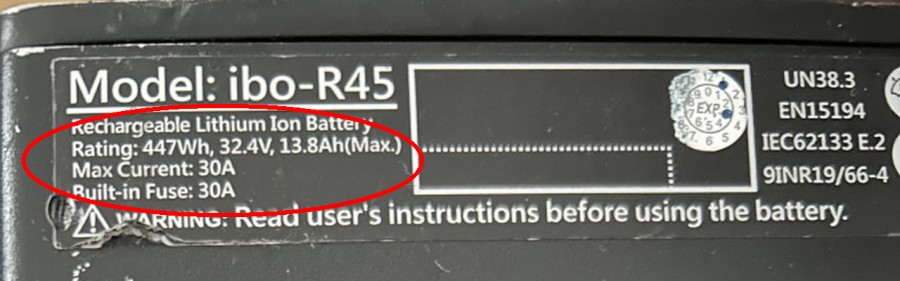 Model: ibo-R45
Rechargeable Lithium Ion Battery
Rating: 447Wh, 32.4V, 13.8Ah(Max.)
Max Current: 30A
Built-in Fuse: 30A
WARNING: Read user's instructions before using the battery.
EXP
UN38.3
EN15194
IEC62133 E.2
9INR19/66-4